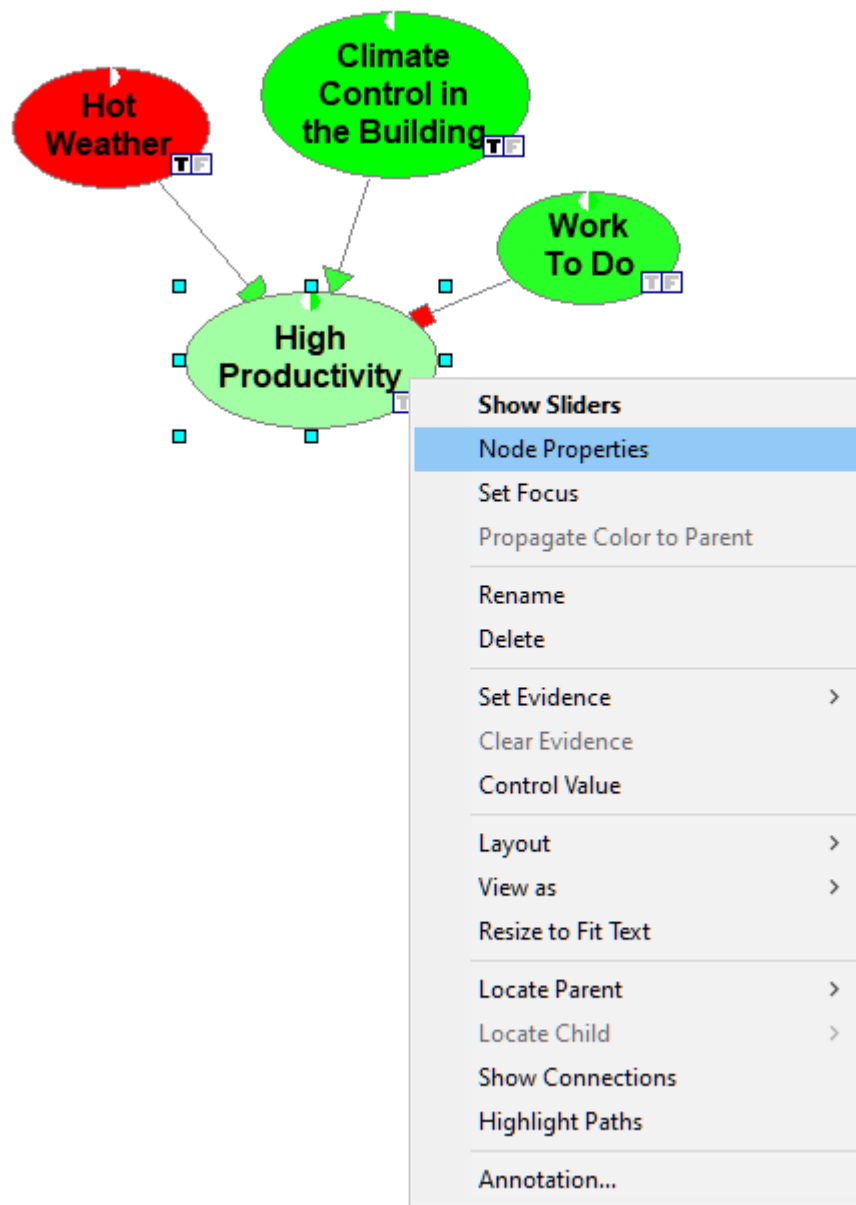 Climate
Control in
the Building
T F
Hot
Weather
T F
Work
To Do
T F
High
Productivity
T
Show Sliders
Node Properties
Set Focus
Propagate Color to Parent
Rename
Delete
Set Evidence
Clear Evidence
Control Value
Layout
View as
Resize to Fit Text
Locate Parent
Locate Child
Show Connections
Highlight Paths
Annotation...